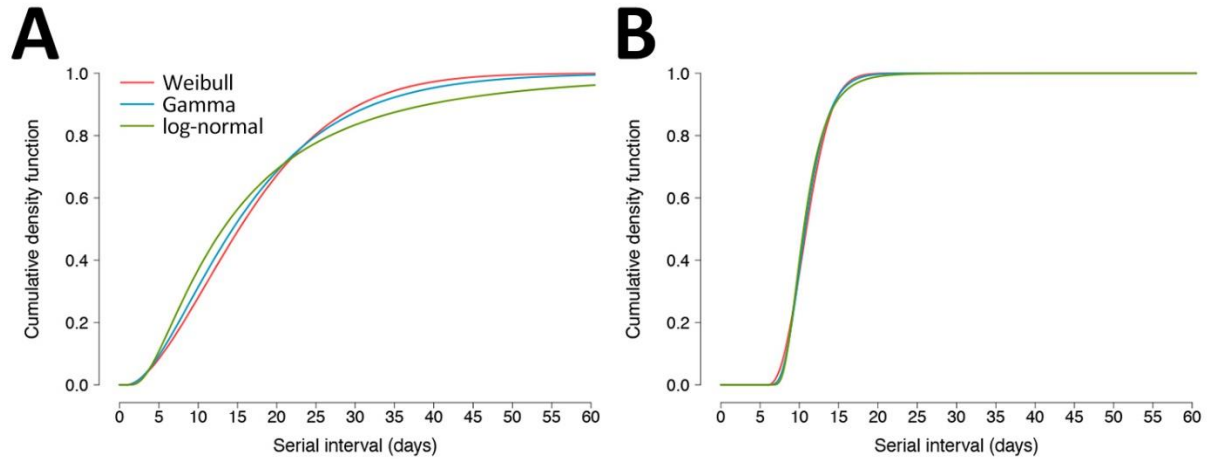 A
B
Weibull
Gamma
log-normal
Cumulative density function
1.0
0.8
0.6
0.4
0.2
0.0
0 5 10 15 20 25 30 35 40 45 50 55 60
Serial interval (days)
Cumulative density function
1.0
0.8
0.6
0.4
0.2
0.0
0 5 10 15 20 25 30 35 40 45 50 55 60
Serial interval (days)